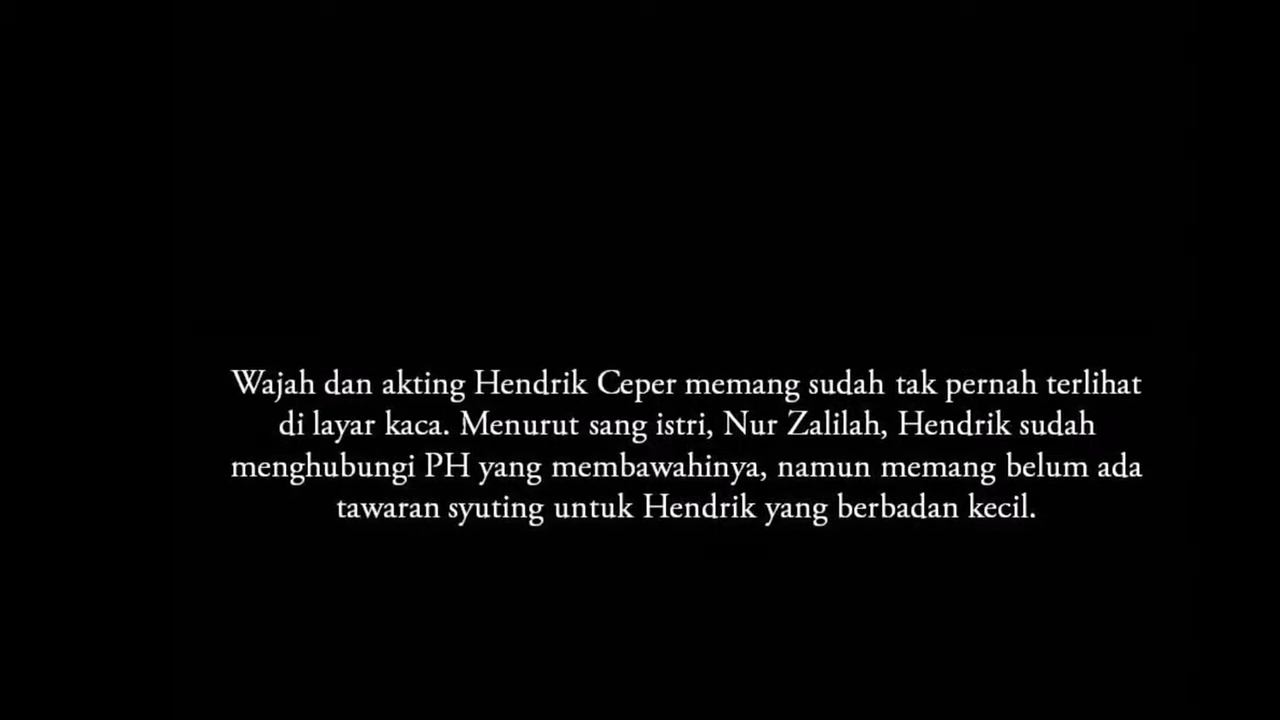 Wajah dan akting Hendrik Ceper memang sudah tak pernah terlihat
di layar kaca. Menurut sang istri, Nur Zalilah, Hendrik sudah
menghubungi PH yang membawahinya, namun memang belum ada
tawaran syuting untuk Hendrik yang berbadan kecil.